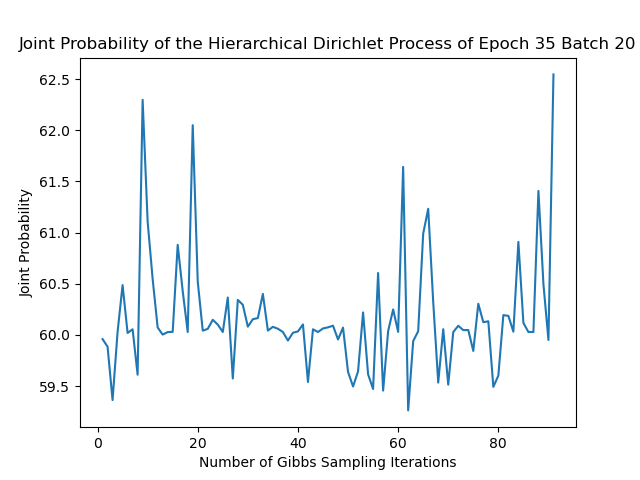 Joint Probability of the Hierarchical Dirichlet Process of Epoch 35 Batch 20
62.5
62.0
61.5
61.0
60.5
60.0
59.5
Joint Probability
0 20 40 60 80
Number of Gibbs Sampling Iterations